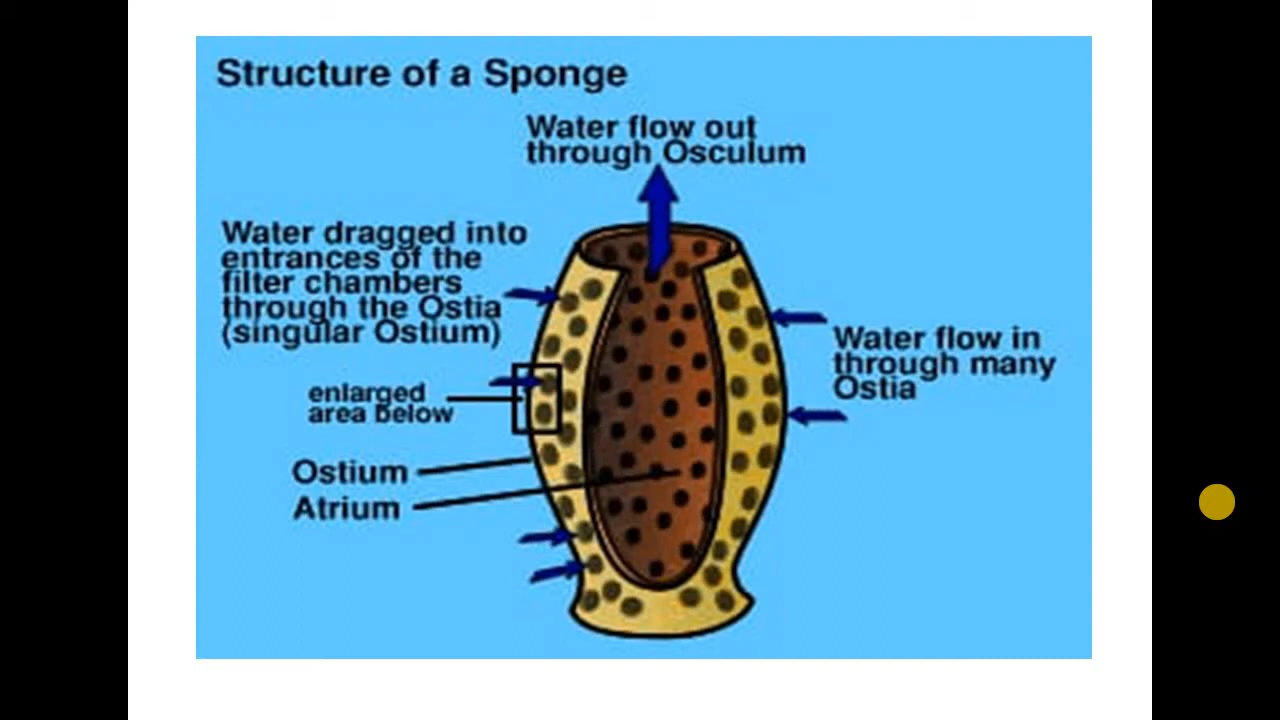 Structure of a Sponge
Water flow out
through Osculum
Water dragged into
entrances of the
filter chambers
through the Ostia
(singular Ostium)
Water flow in
through many
Ostia
enlarged
area below
Ostium
Atrium